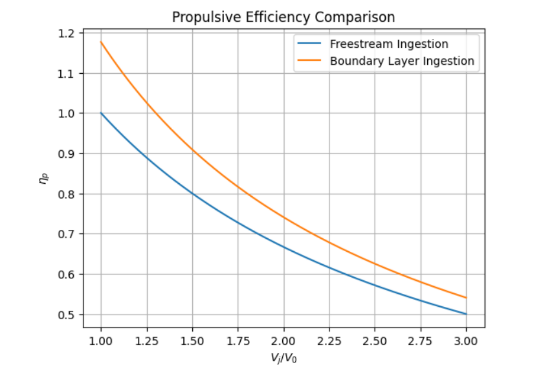 Propulsive Efficiency Comparison
Freestream Ingestion
Boundary Layer Ingestion
1.2
1.1
1.0
0.9
0.8
0.7
0.6
0.5
ηp
1.00 1.25 1.50 1.75 2.00 2.25 2.50 2.75 3.00
Vj/V0